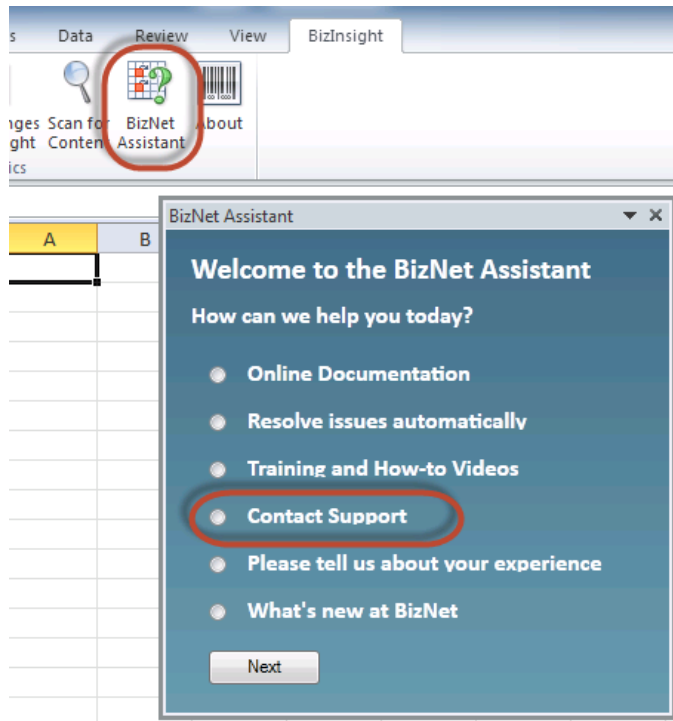 s Data Review View BizInsight
nges Scan for BizNet About
ght Content Assistant
ics
A B
BizNet Assistant
Welcome to the BizNet Assistant
How can we help you today?
Online Documentation
Resolve issues automatically
Training and How-to Videos
Contact Support
Please tell us about your experience
What's new at BizNet
Next